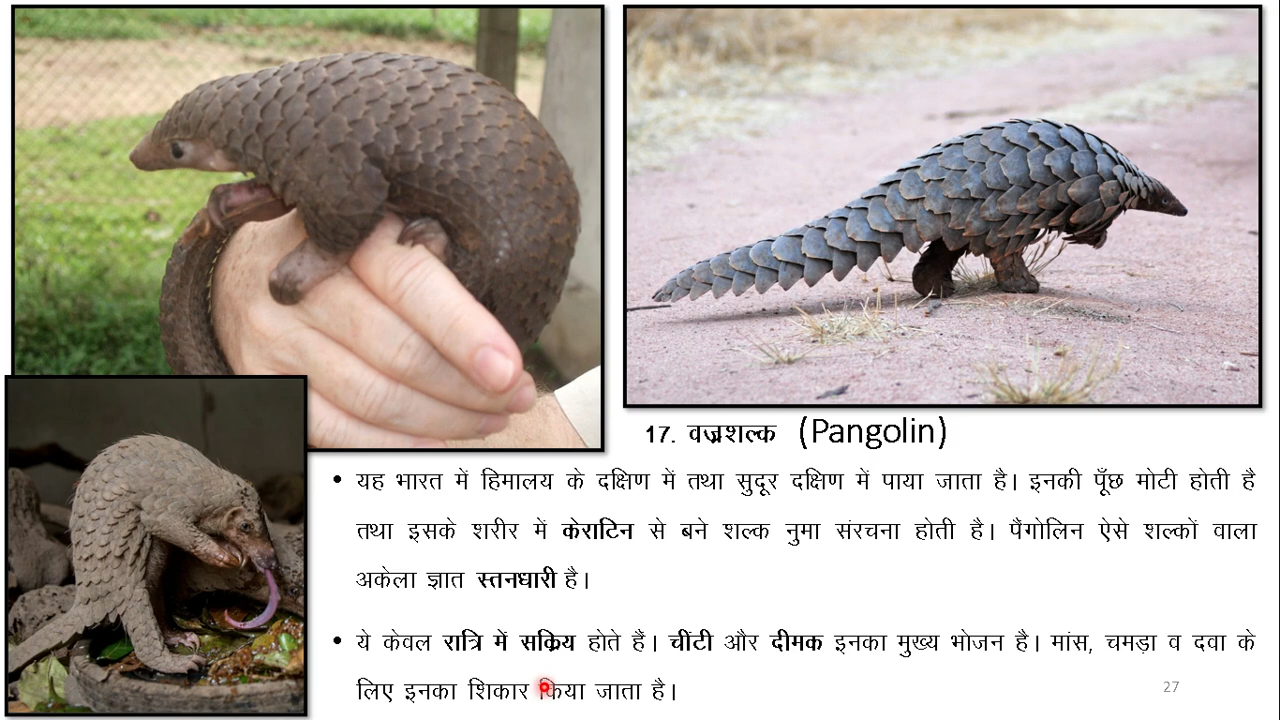 17. वज्रशल्क (Pangolin)
• यह भारत में हिमालय के दक्षिण में तथा सुदूर दक्षिण में पाया जाता है। इनकी पूँछ मोटी होती है
तथा इसके शरीर में केराटिन से बने शल्क नुमा संरचना होती है। पैंगोलिन ऐसे शल्कों वाला
अकेला ज्ञात स्तनधारी है।
• ये केवल रात्रि में सक्रिय होते हैं। चींटी और दीमक इनका मुख्य भोजन है। मांस, चमड़ा व दवा के
लिए इनका शिकार किया जाता है।
27